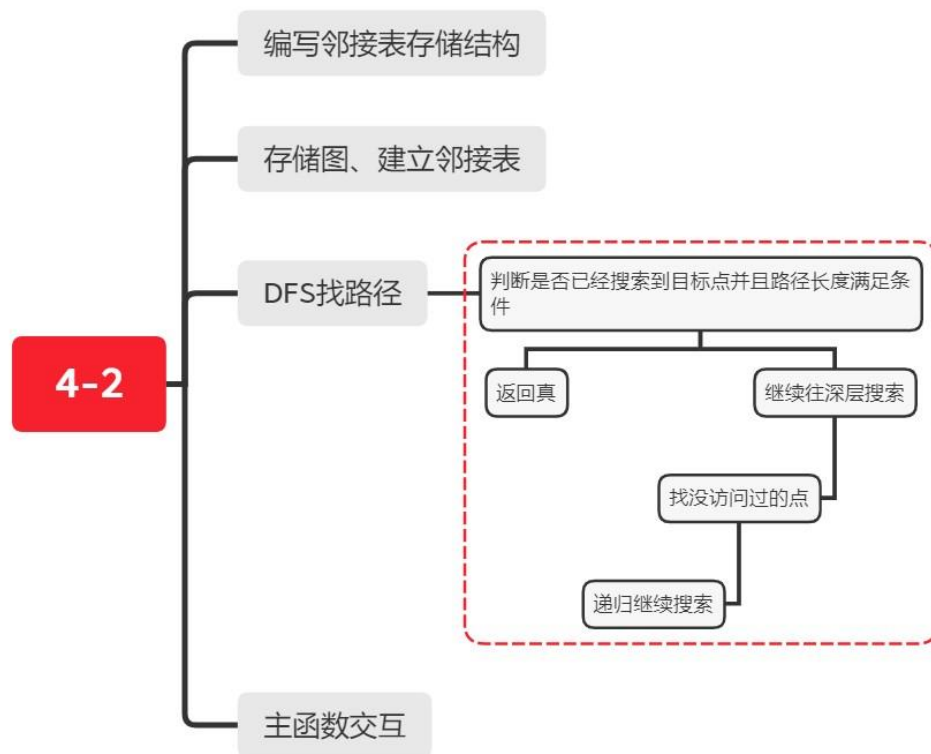 编写邻接表存储结构
存储图、建立邻接表
DFS找路径
判断是否已经搜索到目标点并且路径长度满足条
件
4-2
返回真
继续往深层搜索
找没访问过的点
递归继续搜索
主函数交互